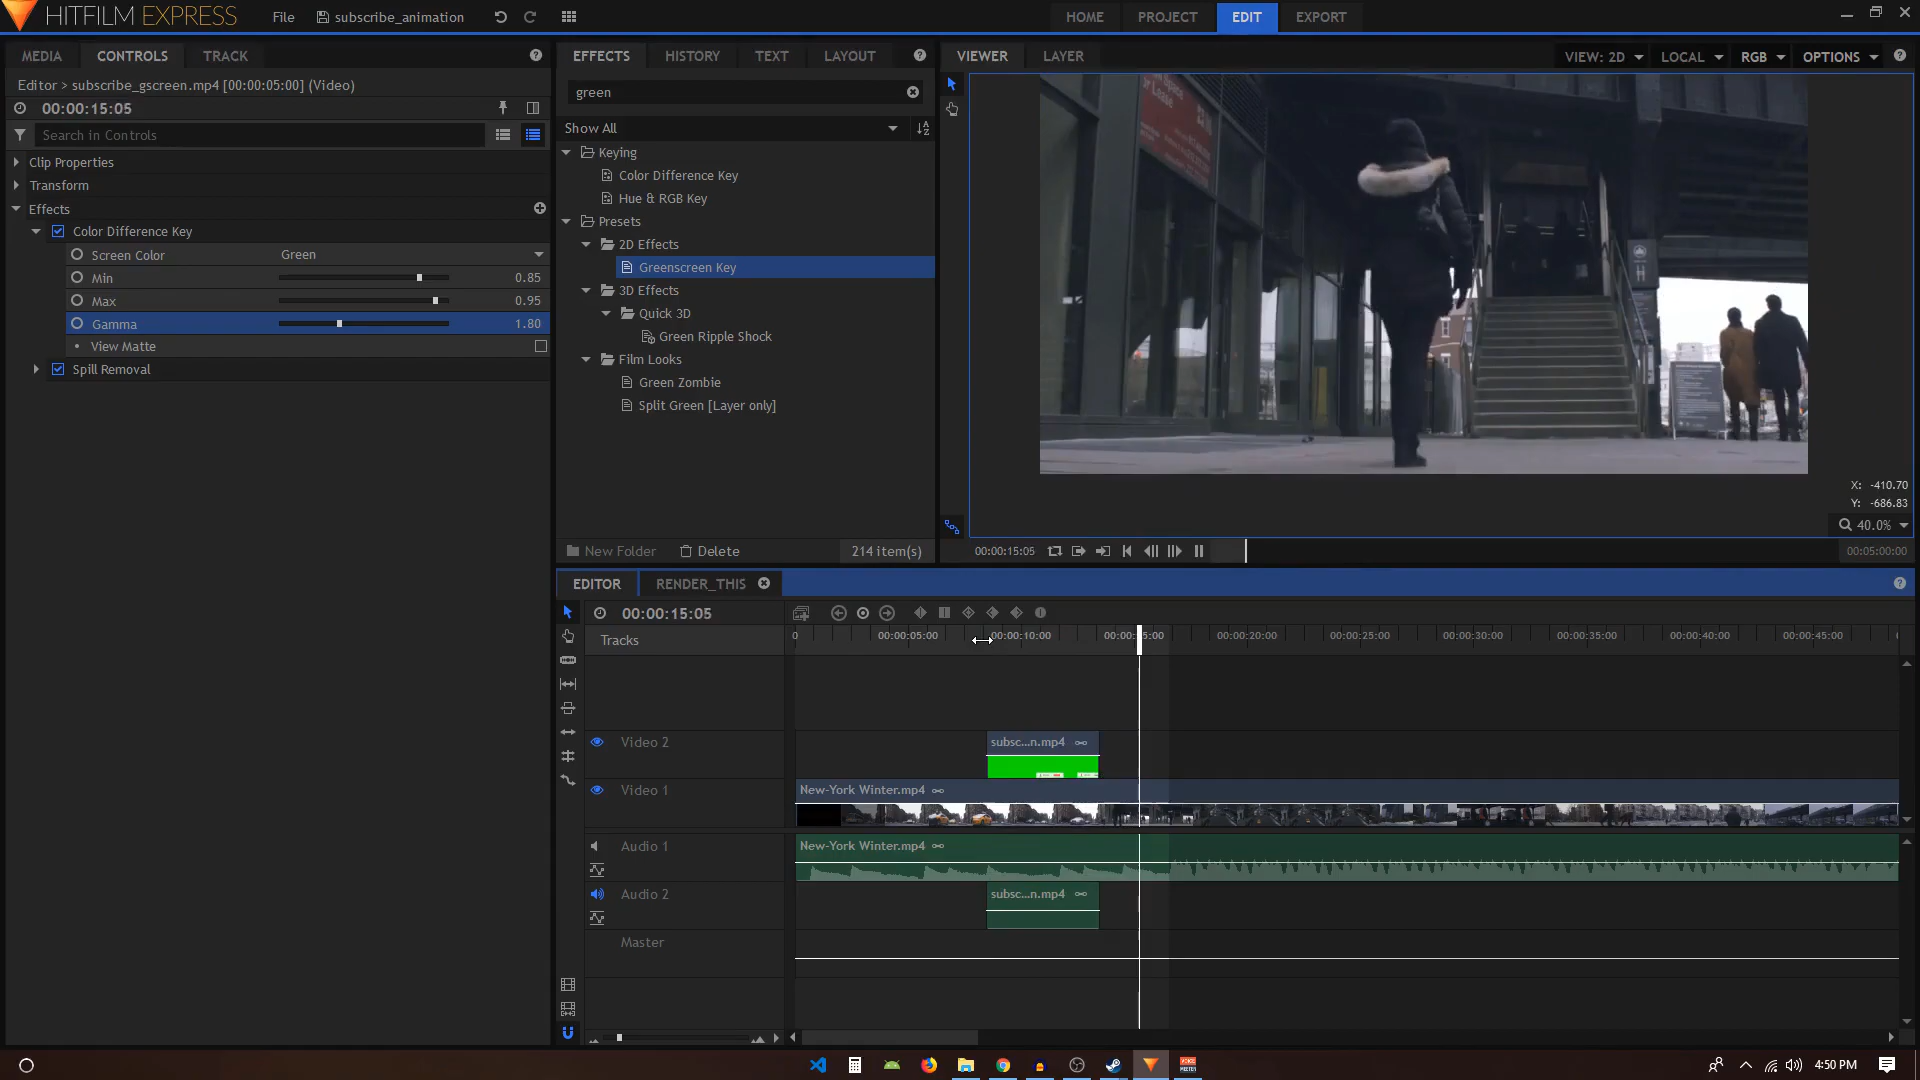 HITFILM EXPRESS
File
subscribe_animation
HOME
PROJECT
EDIT
EXPORT
MEDIA
CONTROLS
TRACK
Editor > subscribe_gscreen.mp4 [00:00:05:00] (Video)
00:00:15:05
Search in Controls
Clip Properties
Transform
Effects
Color Difference Key
Screen Color Green
Min 0.85
Max 0.95
Gamma 1.80
View Matte
Spill Removal
EFFECTS
HISTORY
TEXT
LAYOUT
green
Show All
Keying
Color Difference Key
Hue & RGB Key
Presets
2D Effects
Greenscreen Key
3D Effects
Quick 3D
Green Ripple Shock
Film Looks
Green Zombie
Split Green [Layer only]
New Folder
Delete
214 item(s)
VIEWER
LAYER
VIEW: 2D
LOCAL
RGB
OPTIONS
Lease
X: -410.70
Y: -686.83
40.0%
00:00:15:05
00:05:00:00
EDITOR
RENDER_THIS
00:00:15:05
Tracks
0
00:00:05:00
00:00:10:00
00:00:15:00
00:00:20:00
00:00:25:00
00:00:30:00
00:00:35:00
00:00:40:00
00:00:45:00
Video 2
subsc...n.mp4
Video 1
New-York Winter.mp4
Audio 1
New-York Winter.mp4
Audio 2
subsc...n.mp4
Master
4:50 PM